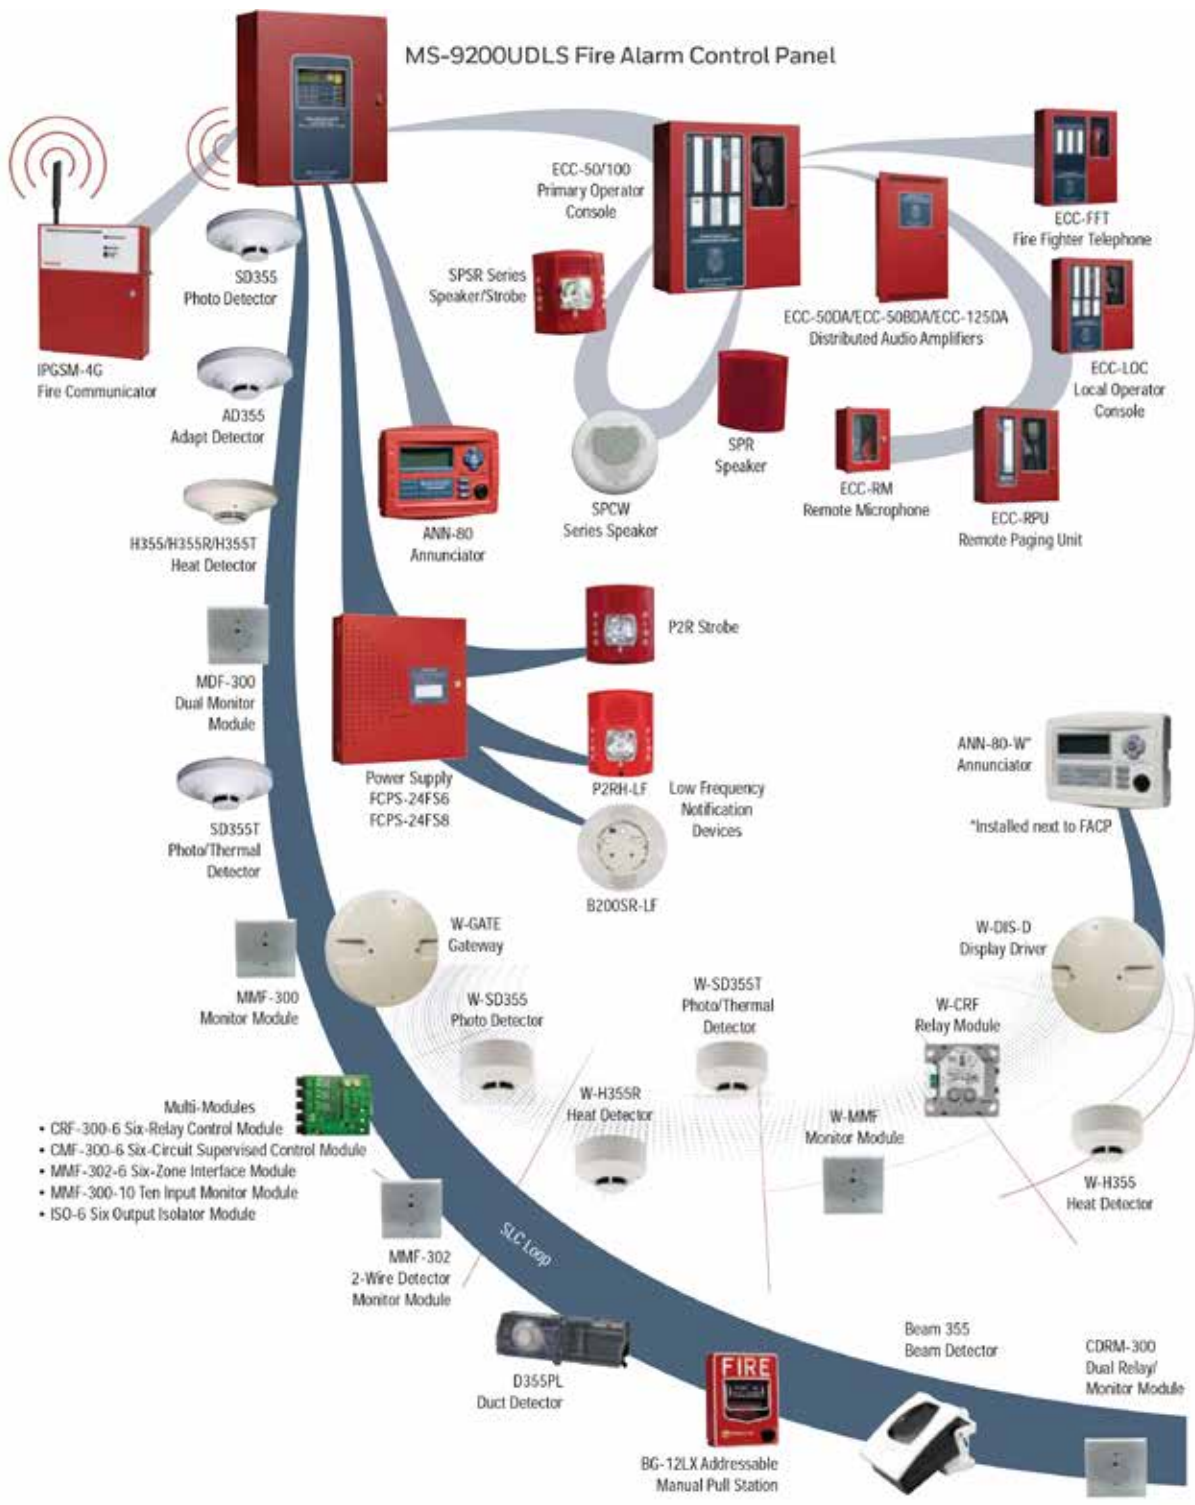 MS-9200UDLS Fire Alarm Control Panel
ECC-50/100
Primary Operator
Console
ECC-FFT
Fire Fighter Telephone
SD355
Photo Detector
SPSR Series
Speaker/Strobe
ECC-50DA/ECC-50BDA/ECC-125DA
Distributed Audio Amplifiers
IPGSM-4G
Fire Communicator
ECC-LOC
Local Operator
Console
AD355
Adapt Detector
SPR
Speaker
ECC-RM
Remote Microphone
SPCW
Series Speaker
ECC-RPU
Remote Paging Unit
ANN-80
Annunciator
H355/H355R/H355T
Heat Detector
P2R Strobe
MDF-300
Dual Monitor
Module
ANN-80-W*
Annunciator
Power Supply
FCPS-24FS6
FCPS-24FS8
P2RH-LF
Low Frequency
Notification
Devices
*Installed next to FACP
SD355T
Photo/Thermal
Detector
B200SR-LF
W-GATE
Gateway
W-DIS-D
Display Driver
MMF-300
Monitor Module
W-SD355
Photo Detector
W-SD355T
Photo/Thermal
Detector
W-CRF
Relay Module
W-H355R
Heat Detector
W-MMF
Monitor Module
W-H355
Heat Detector
Multi-Modules
• CRF-300-6 Six-Relay Control Module
• CMF-300-6 Six-Circuit Supervised Control Module
• MMF-302-6 Six-Zone Interface Module
• MMF-300-10 Ten Input Monitor Module
• ISO-6 Six Output Isolator Module
SLC Loop
MMF-302
2-Wire Detector
Monitor Module
D355PL
Duct Detector
FIRE
BG-12LX Addressable
Manual Pull Station
Beam 355
Beam Detector
CDRM-300
Dual Relay/
Monitor Module